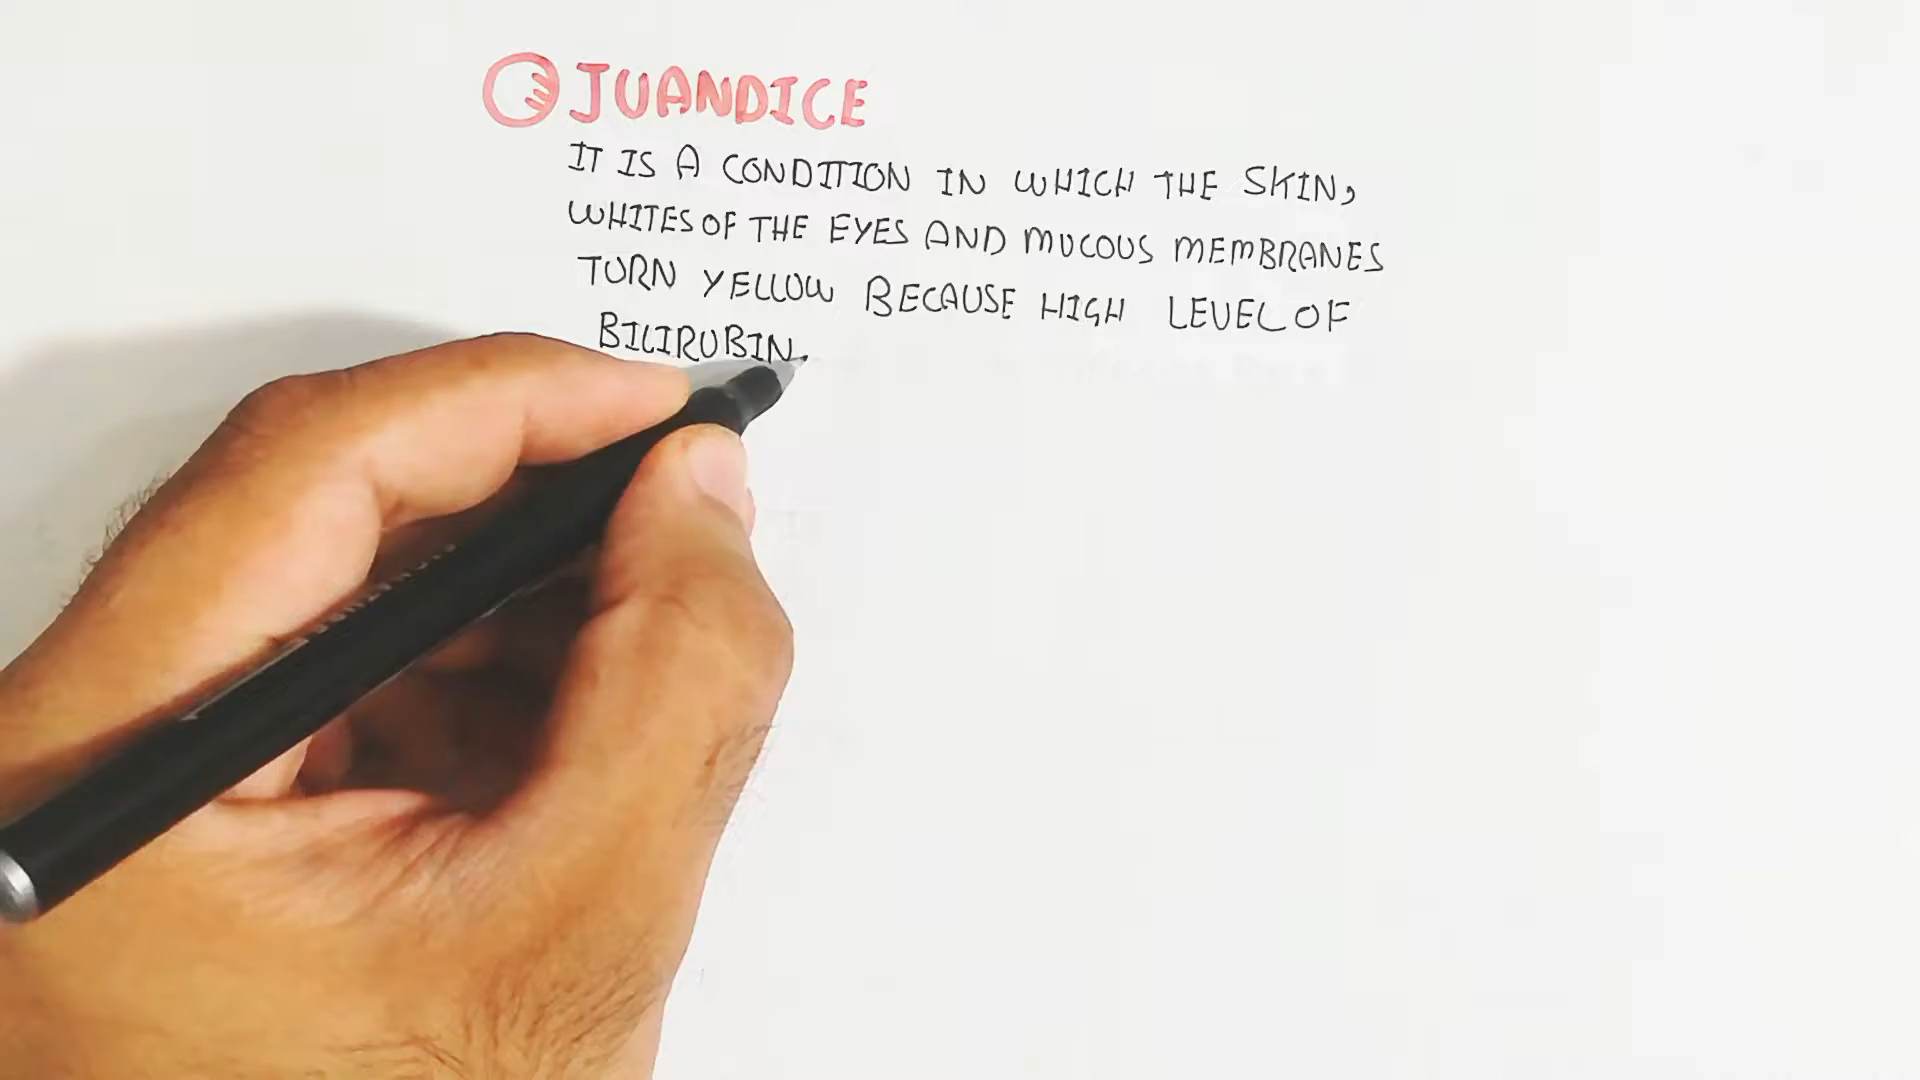 JUANDICE
IT IS A CONDITION IN WHICH THE SKIN,
WHITES OF THE EYES AND MUCOUS MEMBRANES
TURN YELLOW BECAUSE HIGH LEVEL OF
BILIRUBIN.